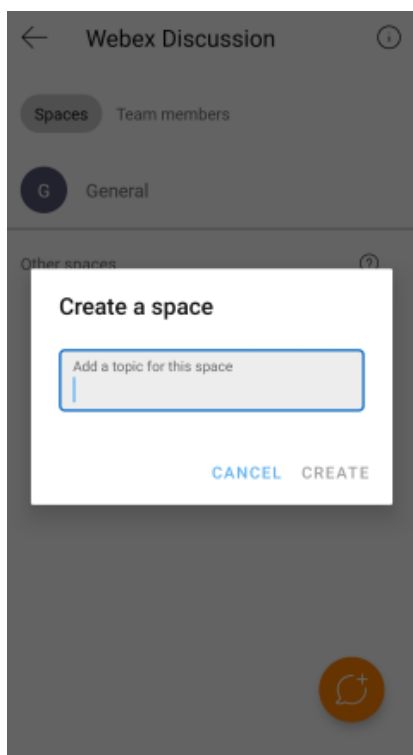 Webex Discussion
Spaces Team members
G General
Other spaces
Create a space
Add a topic for this space
CANCEL CREATE